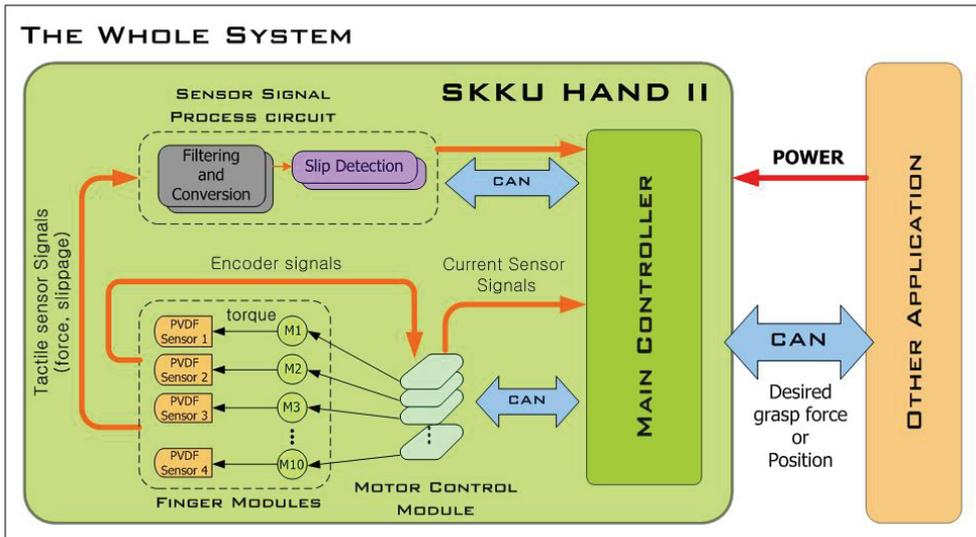 THE WHOLE SYSTEM
SKKU HAND II
SENSOR SIGNAL
PROCESS CIRCUIT
Filtering
and
Conversion
Slip Detection
CAN
Tactile sensor Signals
(force, slippage)
Encoder signals
Current Sensor
Signals
torque
PVDF
Sensor 1
M1
PVDF
Sensor 2
M2
PVDF
Sensor 3
M3
PVDF
Sensor 4
M10
FINGER MODULES
MOTOR CONTROL
MODULE
CAN
MAIN CONTROLLER
POWER
CAN
Desired
grasp force
or
Position
OTHER APPLICATION